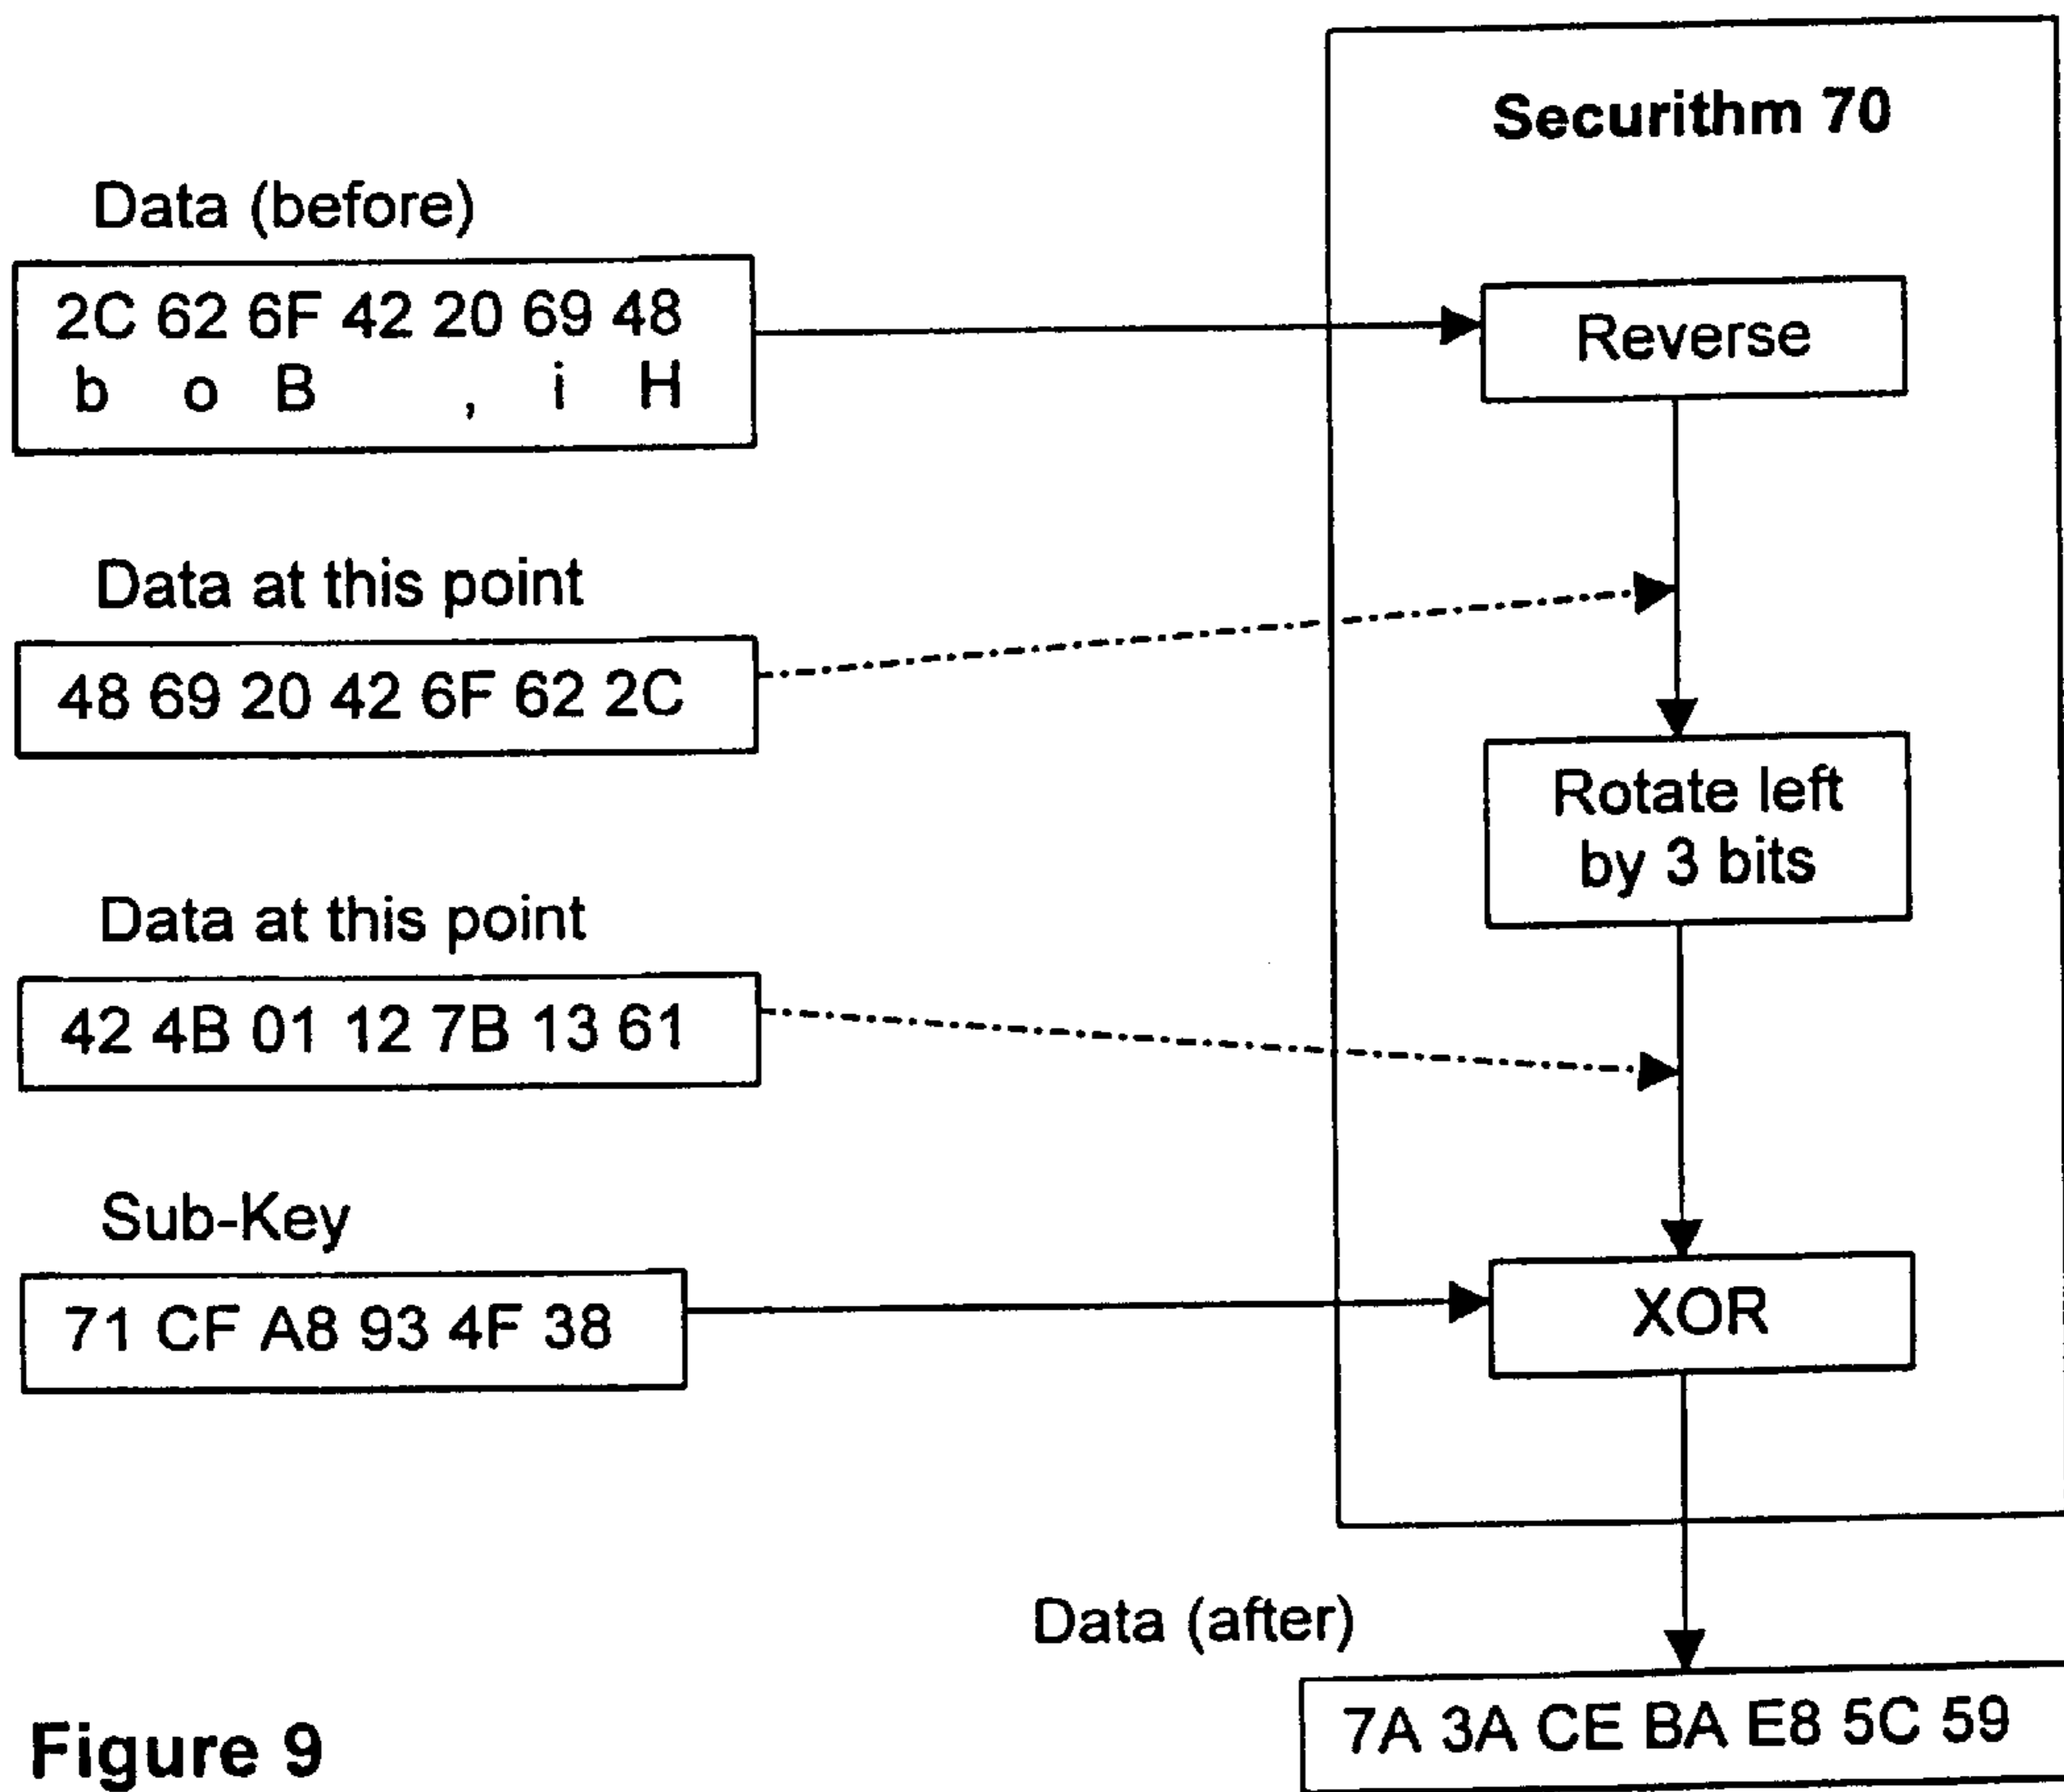 Securithm 70
Data (before)
2C 62 6F 42 20 69 48
b o B , i H
Reverse
Data at this point
48 69 20 42 6F 62 2C
Rotate left
by 3 bits
Data at this point
42 4B 01 12 7B 13 61
Sub-Key
71 CF A8 93 4F 38
XOR
Data (after)
7A 3A CE BA E8 5C 59
Figure 9